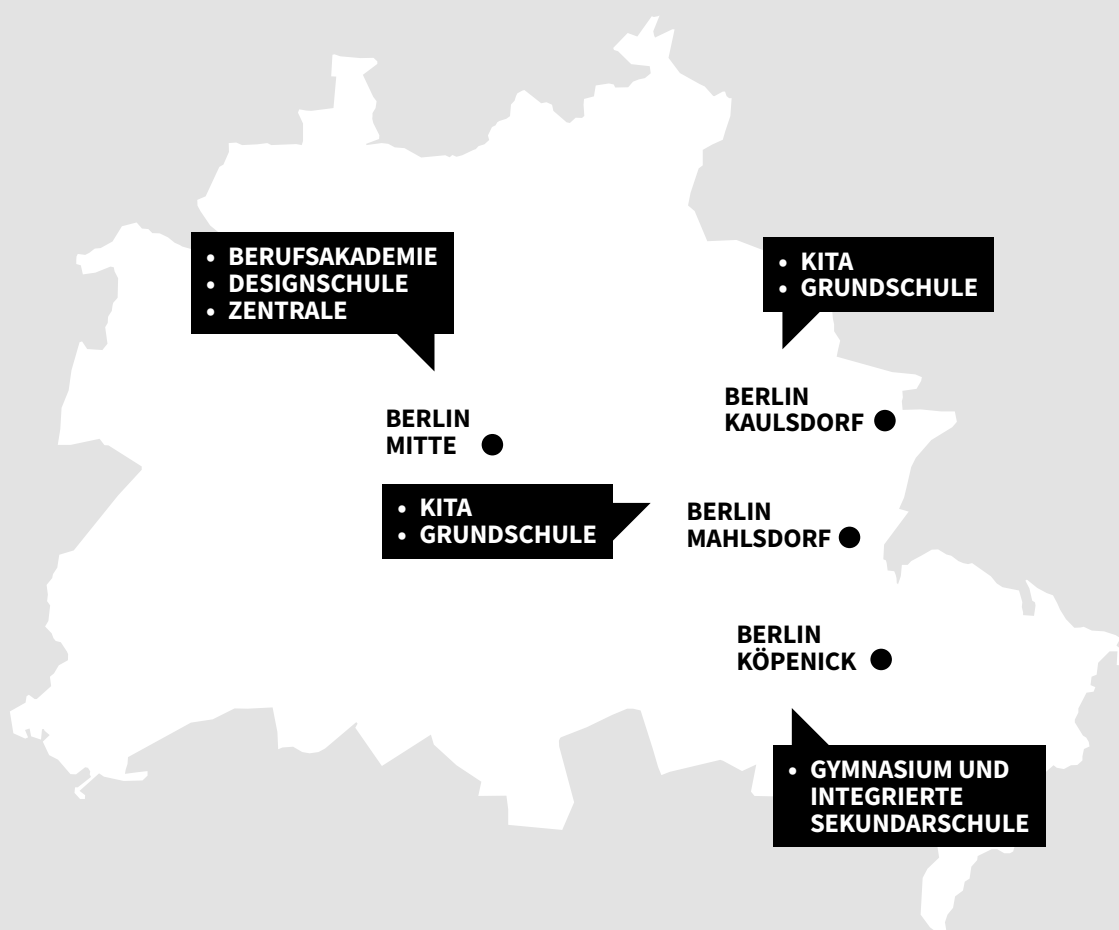 • BERUFSAKADEMIE
• DESIGNSCHULE
• ZENTRALE
• KITA
• GRUNDSCHULE
BERLIN
KAULSDORF
BERLIN
MITTE
• KITA
• GRUNDSCHULE
BERLIN
MAHLSDORF
BERLIN
KÖPENICK
• GYMNASIUM UND
INTEGRIERTE
SEKUNDARSCHULE